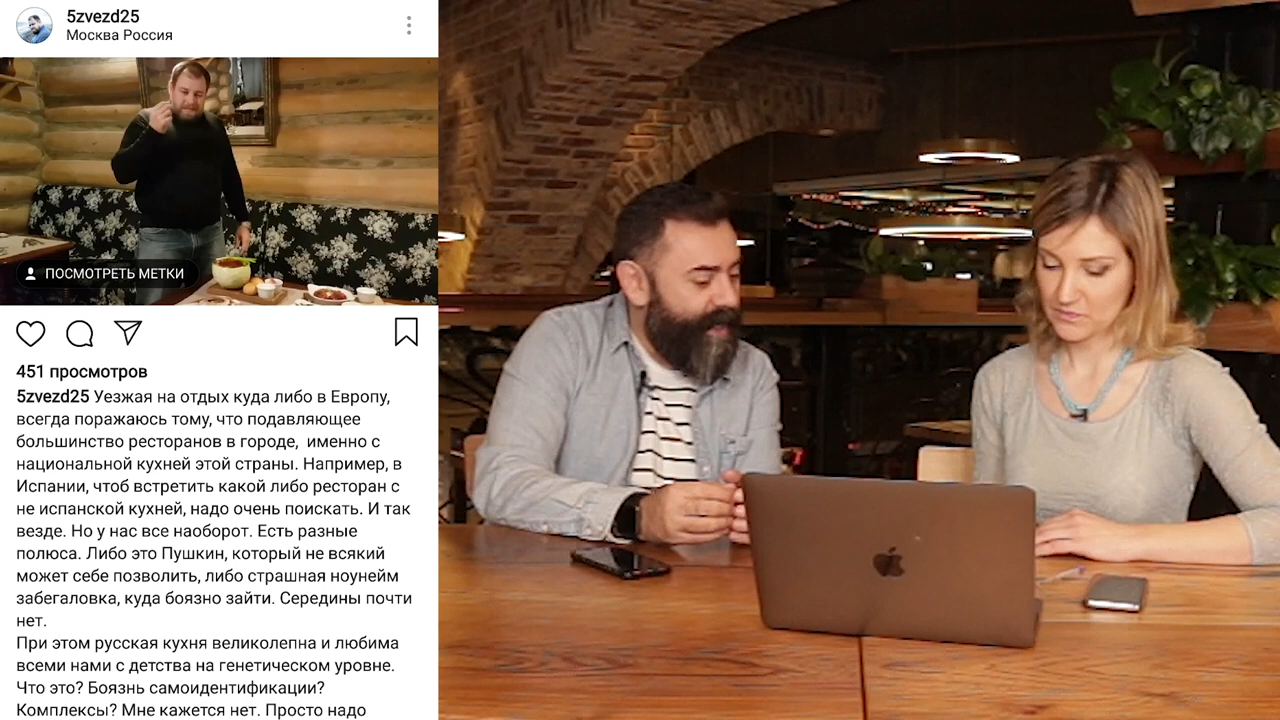 5zvezd25
Москва Россия
ПОСМОТРЕТЬ МЕТКИ
451 просмотров
5zvezd25 Уезжая на отдых куда либо в Европу,
всегда поражаюсь тому, что подавляющее
большинство ресторанов в городе, именно с
национальной кухней этой страны. Например, в
Испании, чтоб встретить какой либо ресторан с
не испанской кухней, надо очень поискать. И так
везде. Но у нас все наоборот. Есть разные
полюса. Либо это Пушкин, который не всякий
может себе позволить, либо страшная ноунейм
забегаловка, куда боязно зайти. Середины почти
нет.
При этом русская кухня великолепна и любима
всеми нами с детства на генетическом уровне.
Что это? Боязнь самоидентификации?
Комплексы? Мне кажется нет. Просто надо